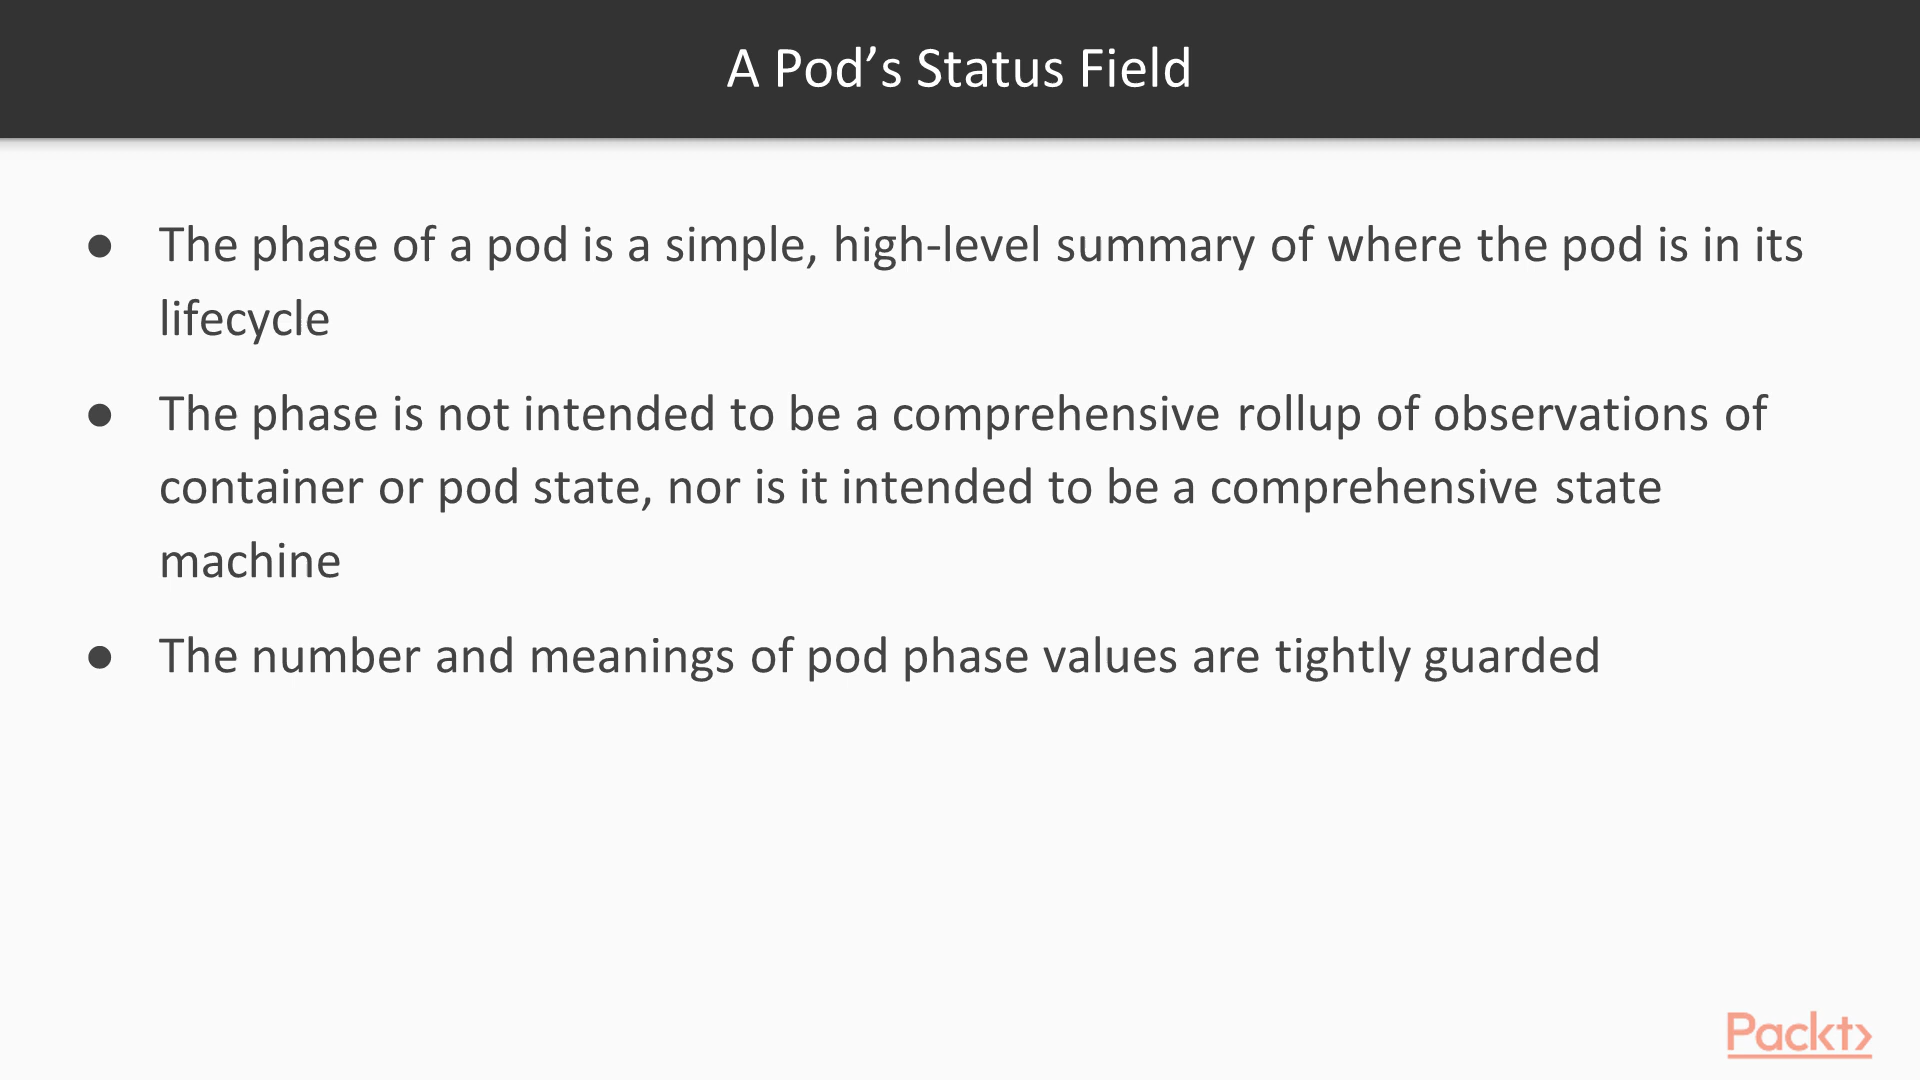 A Pod’s Status Field
● The phase of a pod is a simple, high-level summary of where the pod is in its
lifecycle
● The phase is not intended to be a comprehensive rollup of observations of
container or pod state, nor is it intended to be a comprehensive state
machine
● The number and meanings of pod phase values are tightly guarded
Packt>